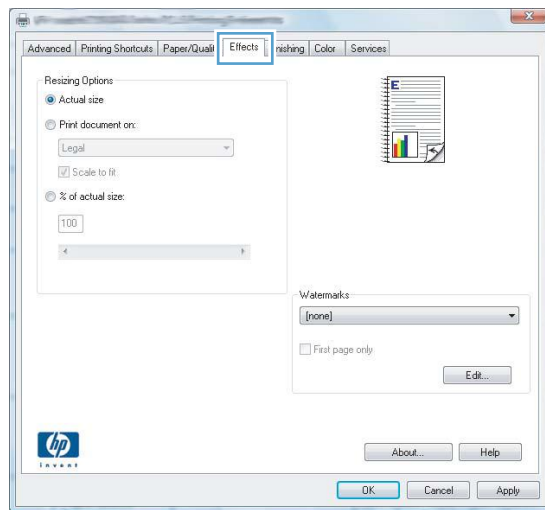 Advanced Printing Shortcuts Paper/Quali Effects nishing Color Services
Resizing Options
Actual size
Print document on:
Legal
Scale to fit
% of actual size:
100
E
Watermarks
[none]
First page only
Edit...
hp
invent
About... Help
OK Cancel Apply